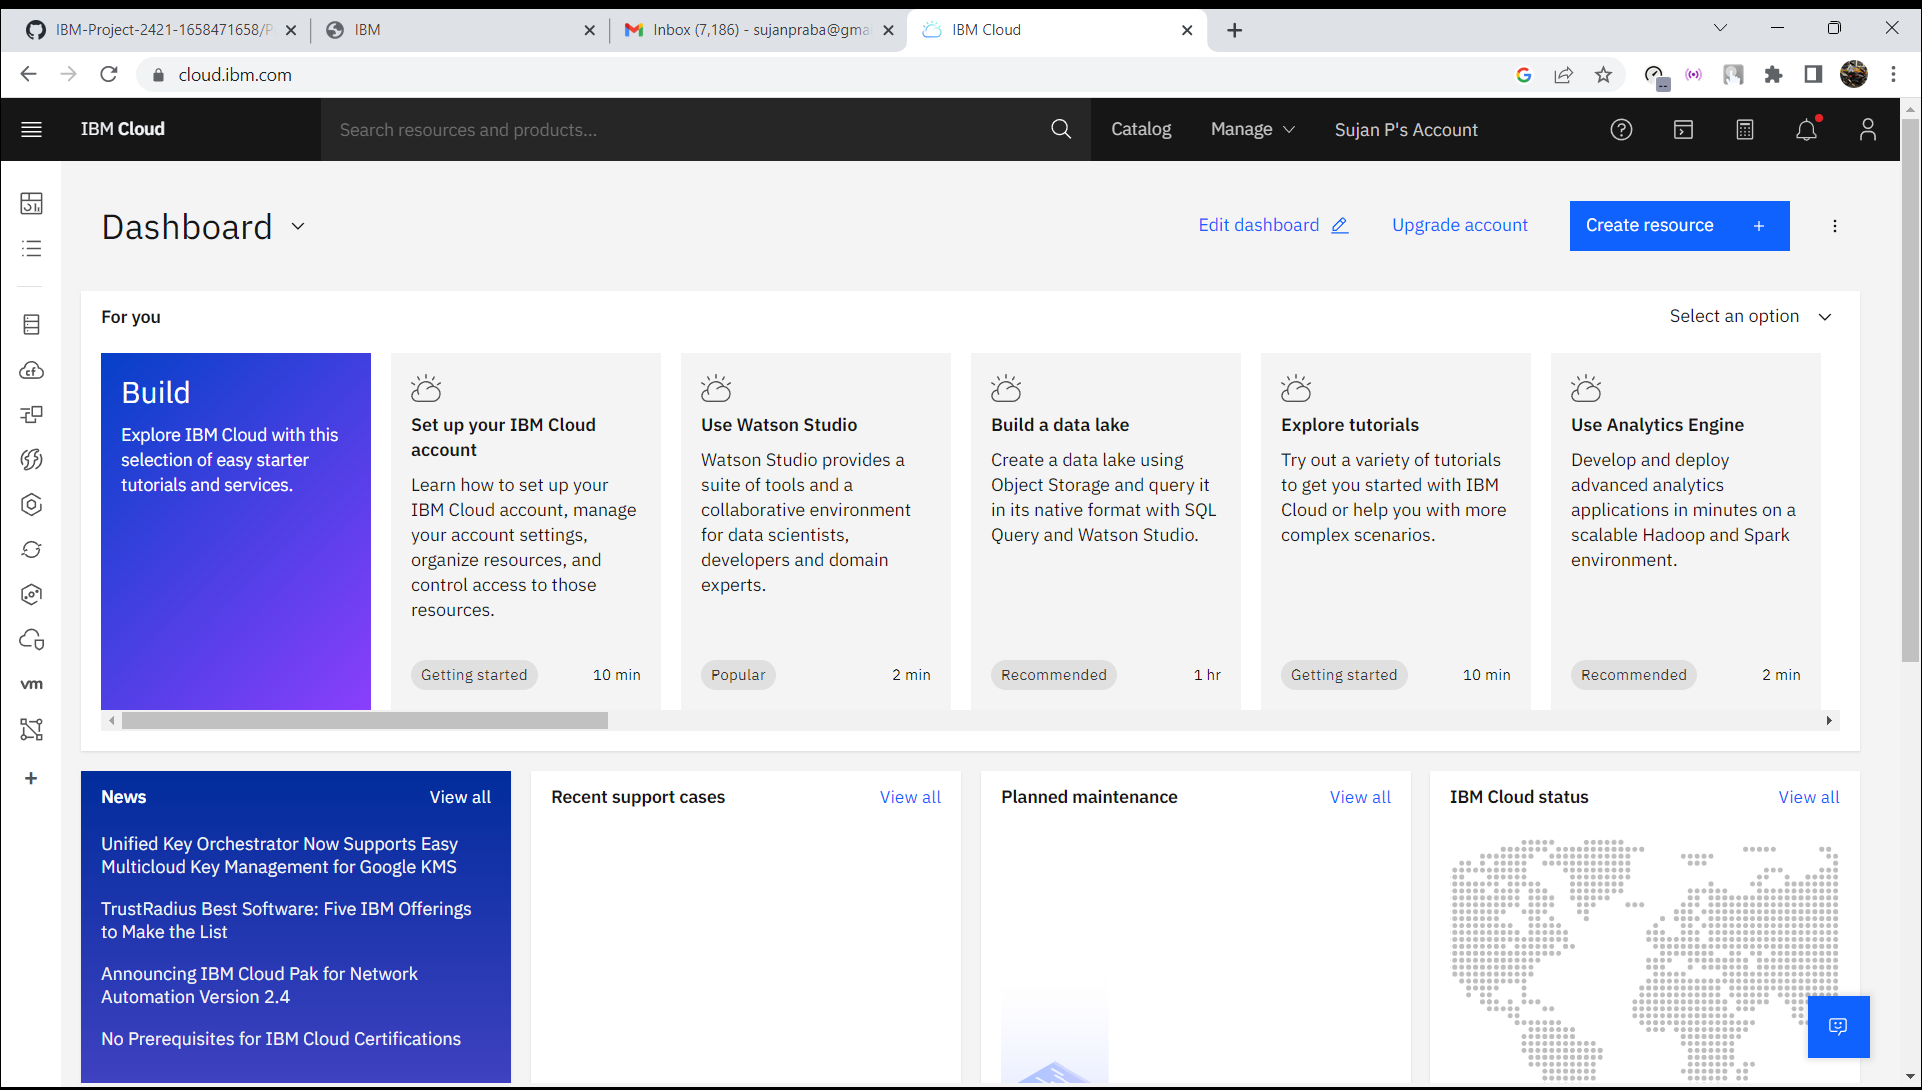 IBM-Project-2421-1658471658/P
IBM
Inbox (7,186) - sujanpraba@gma
IBM Cloud
cloud.ibm.com
IBM Cloud
Search resources and products...
Catalog
Manage
Sujan P's Account
Dashboard
Edit dashboard
Upgrade account
Create resource +
For you
Select an option
Build
Explore IBM Cloud with this
selection of easy starter
tutorials and services.
Set up your IBM Cloud
account
Learn how to set up your
IBM Cloud account, manage
your account settings,
organize resources, and
control access to those
resources.
Getting started 10 min
Use Watson Studio
Watson Studio provides a
suite of tools and a
collaborative environment
for data scientists,
developers and domain
experts.
Popular 2 min
Build a data lake
Create a data lake using
Object Storage and query it
in its native format with SQL
Query and Watson Studio.
Recommended 1 hr
Explore tutorials
Try out a variety of tutorials
to get you started with IBM
Cloud or help you with more
complex scenarios.
Getting started 10 min
Use Analytics Engine
Develop and deploy
advanced analytics
applications in minutes on a
scalable Hadoop and Spark
environment.
Recommended 2 min
cf
vm
News View all
Unified Key Orchestrator Now Supports Easy
Multicloud Key Management for Google KMS
TrustRadius Best Software: Five IBM Offerings
to Make the List
Announcing IBM Cloud Pak for Network
Automation Version 2.4
No Prerequisites for IBM Cloud Certifications
Recent support cases View all
Planned maintenance View all
IBM Cloud status View all